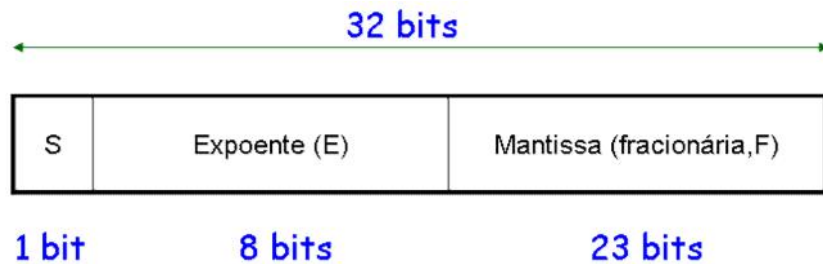 32 bits
S
Expoente (E)
Mantissa (fracionária,F)
1 bit
8 bits
23 bits